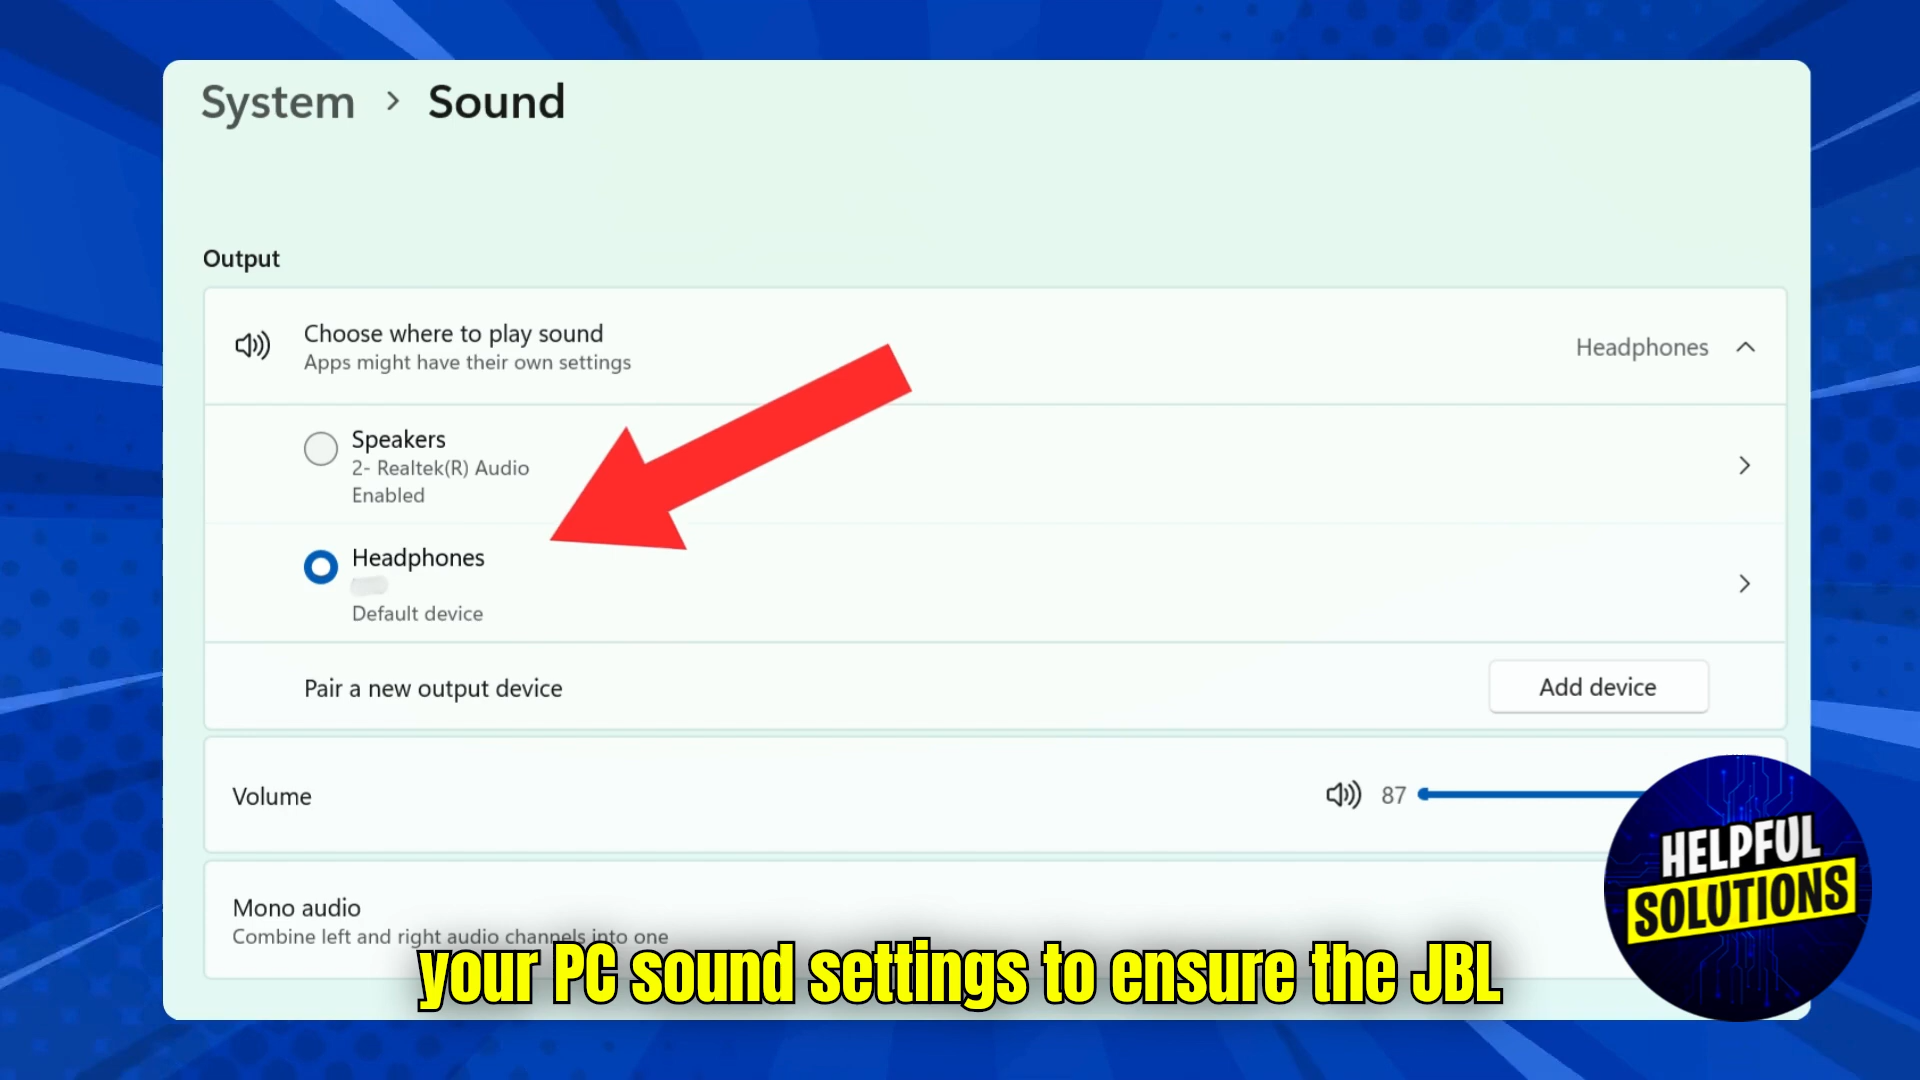 System > Sound
Output
Choose where to play sound
Apps might have their own settings
Headphones
Speakers
2- Realtek(R) Audio
Enabled
Headphones
Default device
Pair a new output device
Add device
Volume
87
Mono audio
Combine left and right audio channels into one
your PC sound settings to ensure the JBL
HELPFUL
SOLUTIONS